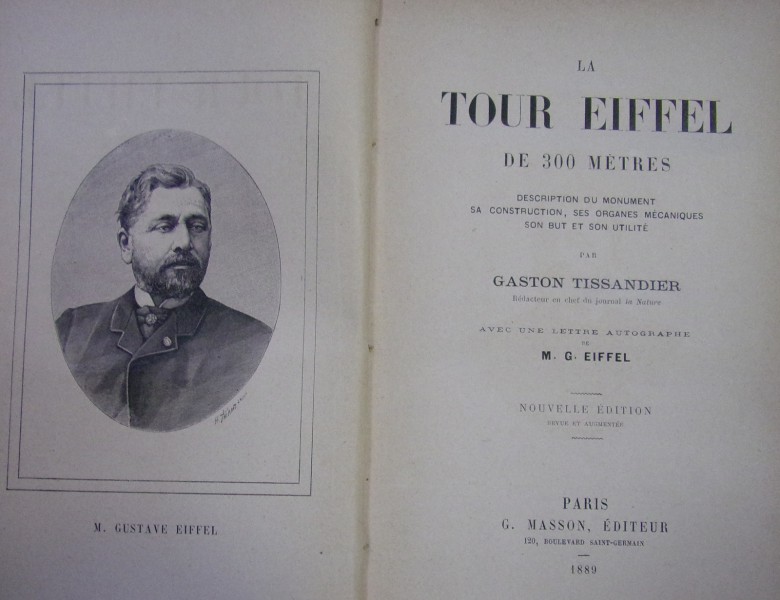 M. GUSTAVE EIFFEL
LA
TOUR EIFFEL
DE 300 MÈTRES
DESCRIPTION DU MONUMENT
SA CONSTRUCTION, SES ORGANES MÉCANIQUES
SON BUT ET SON UTILITÉ
PAR
GASTON TISSANDIER
Rédacteur en chef du journal la Nature
AVEC UNE LETTRE AUTOGRAPHE
DE
M. G. EIFFEL
NOUVELLE ÉDITION
REVUE ET AUGMENTÉE
PARIS
G. MASSON, ÉDITEUR
120, BOULEVARD SAINT-GERMAIN
1889